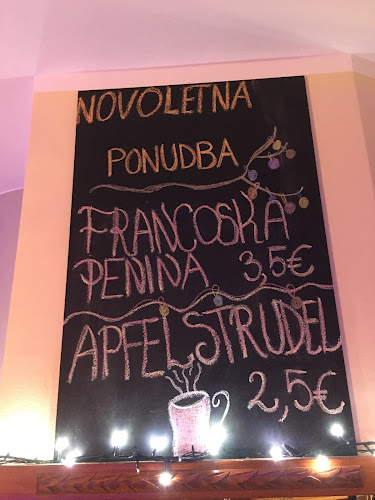 NOVOLETNA
PONUDBA
FRANCOSKA
PENINA 3,5€
APFELSTRUDEL
2,5€